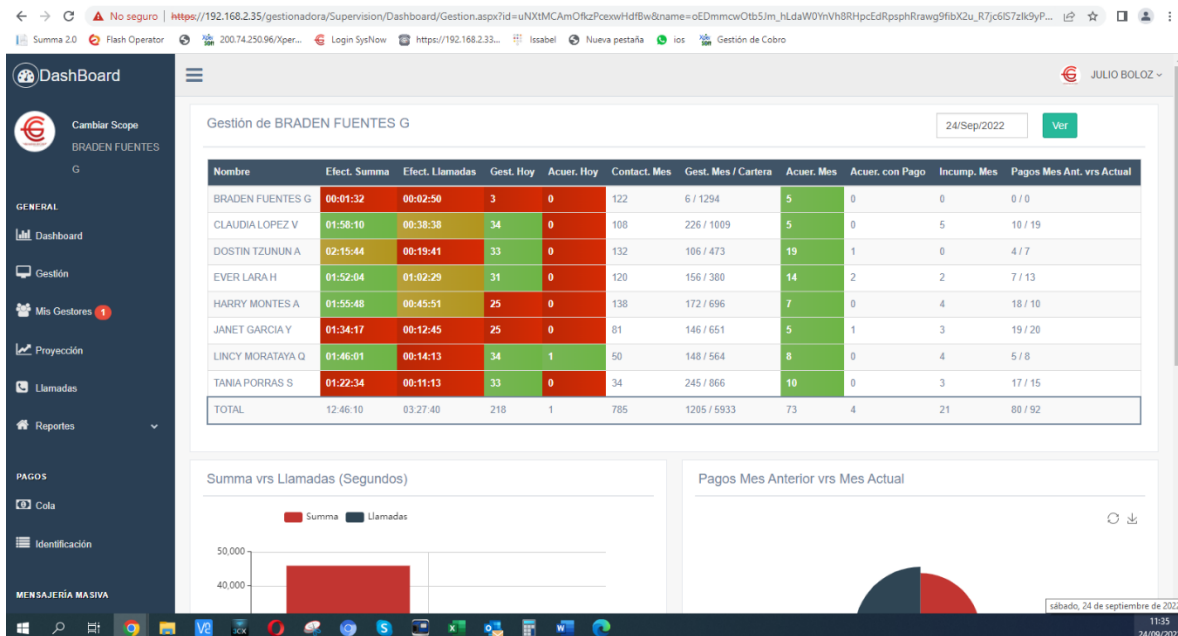 No seguro | https://192.168.2.35/gestionadora/Supervision/Dashboard/Gestion.aspx?id=uNXtMCAmOfkzPcexwHdfBw&name=oEDmmcwOtb5Jm_hLdaW0YnVh8RHpcEdRpsphRrawg9fibX2u_R7jc6lS7zlk9yP...
Summa 2.0 Flash Operator 200.74.250.96/Xper... Login SysNow https://192.168.2.33... Issabel Nueva pestaña ios Gestión de Cobro
DashBoard JULIO BOLOZ
Cambiar Scope
BRADEN FUENTES
G
GENERAL
Dashboard
Gestión
Mis Gestores 1
Proyección
Llamadas
Reportes
PAGOS
Cola
Identificación
MENSAJERÍA MASIVA
Gestión de BRADEN FUENTES G 24/Sep/2022 Ver
Nombre Efect. Summa Efect. Llamadas Gest. Hoy Acuer. Hoy Contact. Mes Gest. Mes / Cartera Acuer. Mes Acuer. con Pago Incump. Mes Pagos Mes Ant. vrs Actual
BRADEN FUENTES G 00:01:32 00:02:50 3 0 122 6 / 1294 5 0 0 0 / 0
CLAUDIA LOPEZ V 01:58:10 00:38:38 34 0 108 226 / 1009 5 0 5 10 / 19
DOSTIN TZUNUN A 02:15:44 00:19:41 33 0 132 106 / 473 19 1 0 4 / 7
EVER LARA H 01:52:04 01:02:29 31 0 120 156 / 380 14 2 2 7 / 13
HARRY MONTES A 01:55:48 00:45:51 25 0 138 172 / 696 7 0 4 18 / 10
JANET GARCIA Y 01:34:17 00:12:45 25 0 81 146 / 651 5 1 3 19 / 20
LINCY MORATAYA Q 01:46:01 00:14:13 34 1 50 148 / 564 8 0 4 5 / 8
TANIA PORRAS S 01:22:34 00:11:13 33 0 34 245 / 866 10 0 3 17 / 15
TOTAL 12:46:10 03:27:40 218 1 785 1205 / 5933 73 4 21 80 / 92
Summa vrs Llamadas (Segundos)
Summa Llamadas
50,000
40,000
Pagos Mes Anterior vrs Mes Actual
sábado, 24 de septiembre de 2022
11:35
24/09/202